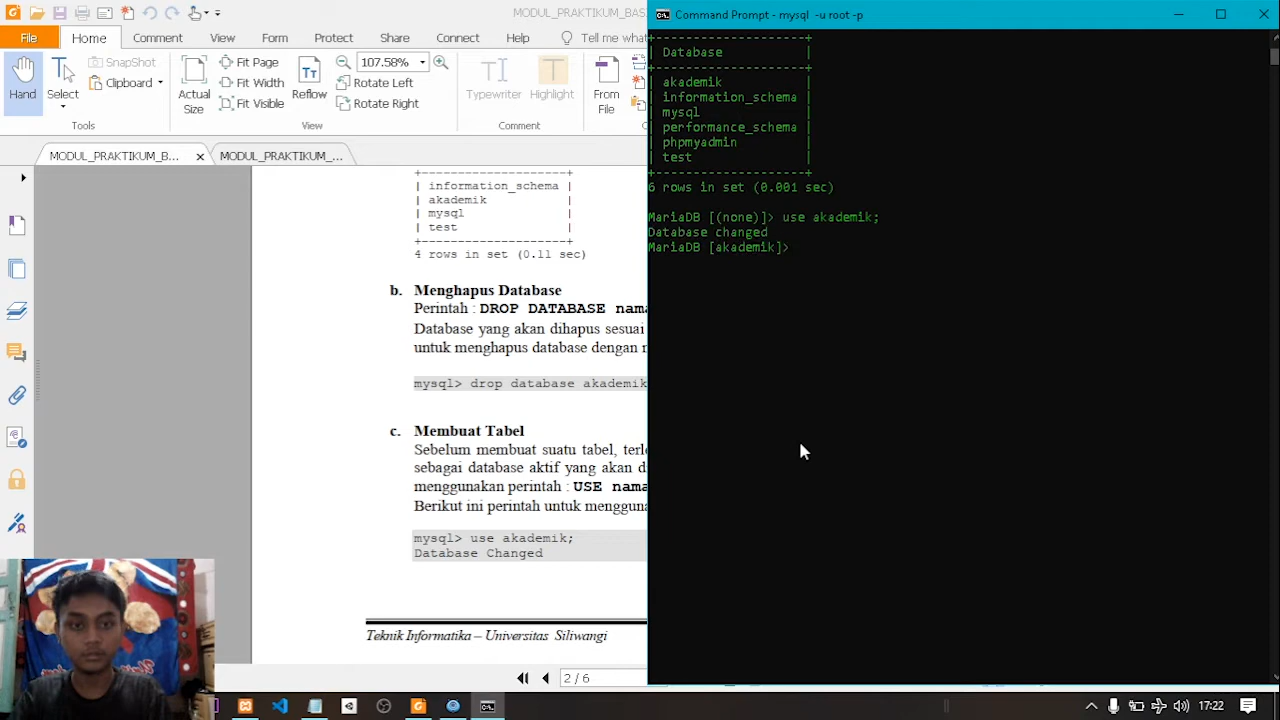 MODUL_PRAKTIKUM_BAS
File
Home
Comment
View
Form
Protect
Share
Connect
Help
Tell me what
Hand
Select
Tools
SnapShot
Clipboard
Actual Size
Fit Page
Fit Width
Fit Visible
Reflow
107.58%
Rotate Left
Rotate Right
View
Typewriter
Highlight
Comment
From File
MODUL_PRAKTIKUM_B...
MODUL_PRAKTIKUM_...
+--------------------+
| information_schema |
| akademik |
| mysql |
| test |
+--------------------+
4 rows in set (0.11 sec)
b. Menghapus Database
Perintah : DROP DATABASE nama
Database yang akan dihapus sesuai
untuk menghapus database dengan n
mysql> drop database akademik
c. Membuat Tabel
Sebelum membuat suatu tabel, terle
sebagai database aktif yang akan di
menggunakan perintah : USE nama
Berikut ini perintah untuk mengguna
mysql> use akademik;
Database Changed
Teknik Informatika – Universitas Siliwangi
2 / 6
Command Prompt - mysql -u root -p
+--------------------+
| Database |
+--------------------+
| akademik |
| information_schema |
| mysql |
| performance_schema |
| phpmyadmin |
| test |
+--------------------+
6 rows in set (0.001 sec)
MariaDB [(none)]> use akademik;
Database changed
MariaDB [akademik]>
17:22